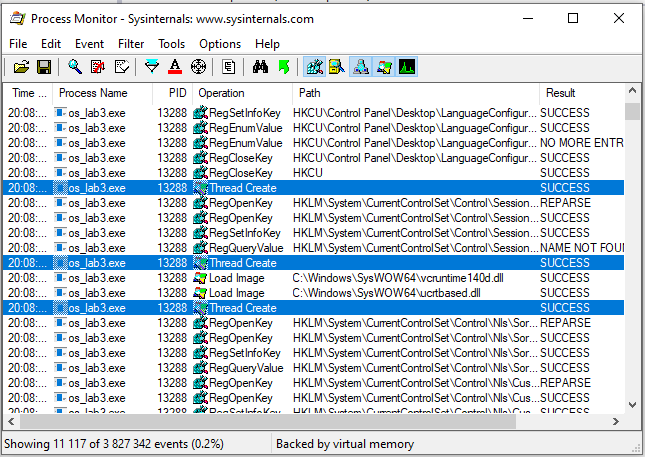 Process Monitor - Sysinternals: www.sysinternals.com
File Edit Event Filter Tools Options Help
Time ... Process Name PID Operation Path Result
20:08:... os_lab3.exe 13288 RegSetInfoKey HKCU\Control Panel\Desktop\LanguageConfigur... SUCCESS
20:08:... os_lab3.exe 13288 RegEnumValue HKCU\Control Panel\Desktop\LanguageConfigur... SUCCESS
20:08:... os_lab3.exe 13288 RegEnumValue HKCU\Control Panel\Desktop\LanguageConfigur... NO MORE ENTR
20:08:... os_lab3.exe 13288 RegCloseKey HKCU\Control Panel\Desktop\LanguageConfigur... SUCCESS
20:08:... os_lab3.exe 13288 RegCloseKey HKCU SUCCESS
20:08:... os_lab3.exe 13288 Thread Create SUCCESS
20:08:... os_lab3.exe 13288 RegOpenKey HKLM\System\CurrentControlSet\Control\Session... REPARSE
20:08:... os_lab3.exe 13288 RegOpenKey HKLM\System\CurrentControlSet\Control\Session... SUCCESS
20:08:... os_lab3.exe 13288 RegSetInfoKey HKLM\System\CurrentControlSet\Control\Session... SUCCESS
20:08:... os_lab3.exe 13288 RegQueryValue HKLM\System\CurrentControlSet\Control\Session... NAME NOT FOUN
20:08:... os_lab3.exe 13288 Thread Create SUCCESS
20:08:... os_lab3.exe 13288 Load Image C:\Windows\SysWOW64\vcruntime140d.dll SUCCESS
20:08:... os_lab3.exe 13288 Load Image C:\Windows\SysWOW64\ucrtbased.dll SUCCESS
20:08:... os_lab3.exe 13288 Thread Create SUCCESS
20:08:... os_lab3.exe 13288 RegOpenKey HKLM\System\CurrentControlSet\Control\Nls\Sor... REPARSE
20:08:... os_lab3.exe 13288 RegOpenKey HKLM\System\CurrentControlSet\Control\Nls\Sor... SUCCESS
20:08:... os_lab3.exe 13288 RegSetInfoKey HKLM\System\CurrentControlSet\Control\Nls\Sor... SUCCESS
20:08:... os_lab3.exe 13288 RegQueryValue HKLM\System\CurrentControlSet\Control\Nls\Sor... SUCCESS
20:08:... os_lab3.exe 13288 RegOpenKey HKLM\System\CurrentControlSet\Control\Nls\Cus... REPARSE
20:08:... os_lab3.exe 13288 RegOpenKey HKLM\System\CurrentControlSet\Control\Nls\Cus... SUCCESS
20:08:... os_lab3.exe 13288 RegSetInfoKey HKLM\System\CurrentControlSet\Control\Nls\Cus... SUCCESS
Showing 11 117 of 3 827 342 events (0.2%) Backed by virtual memory